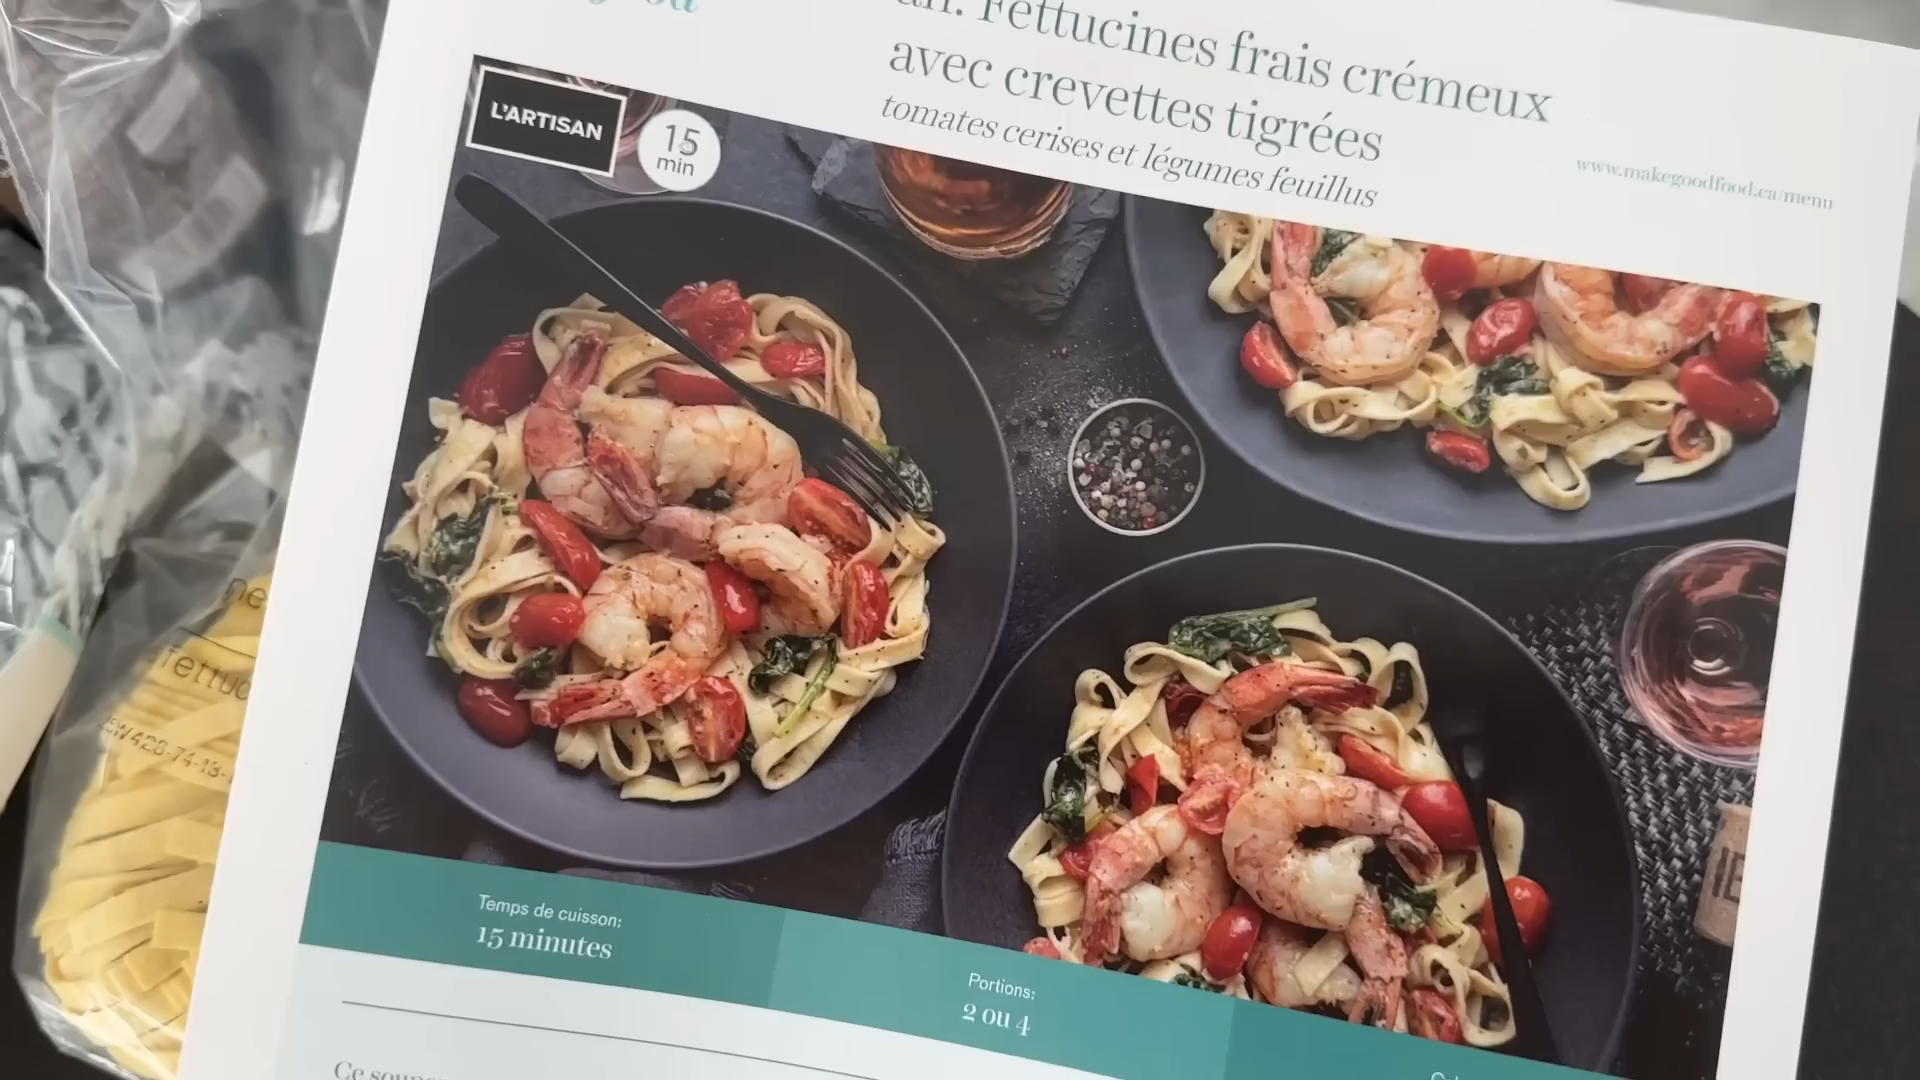 Fettucines frais crémeux
avec crevettes tigrées
tomates cerises et légumes feuillus
www.makegoodfood.ca/menu
L'ARTISAN
15
min
Temps de cuisson:
15 minutes
Portions:
2 ou 4
Ce